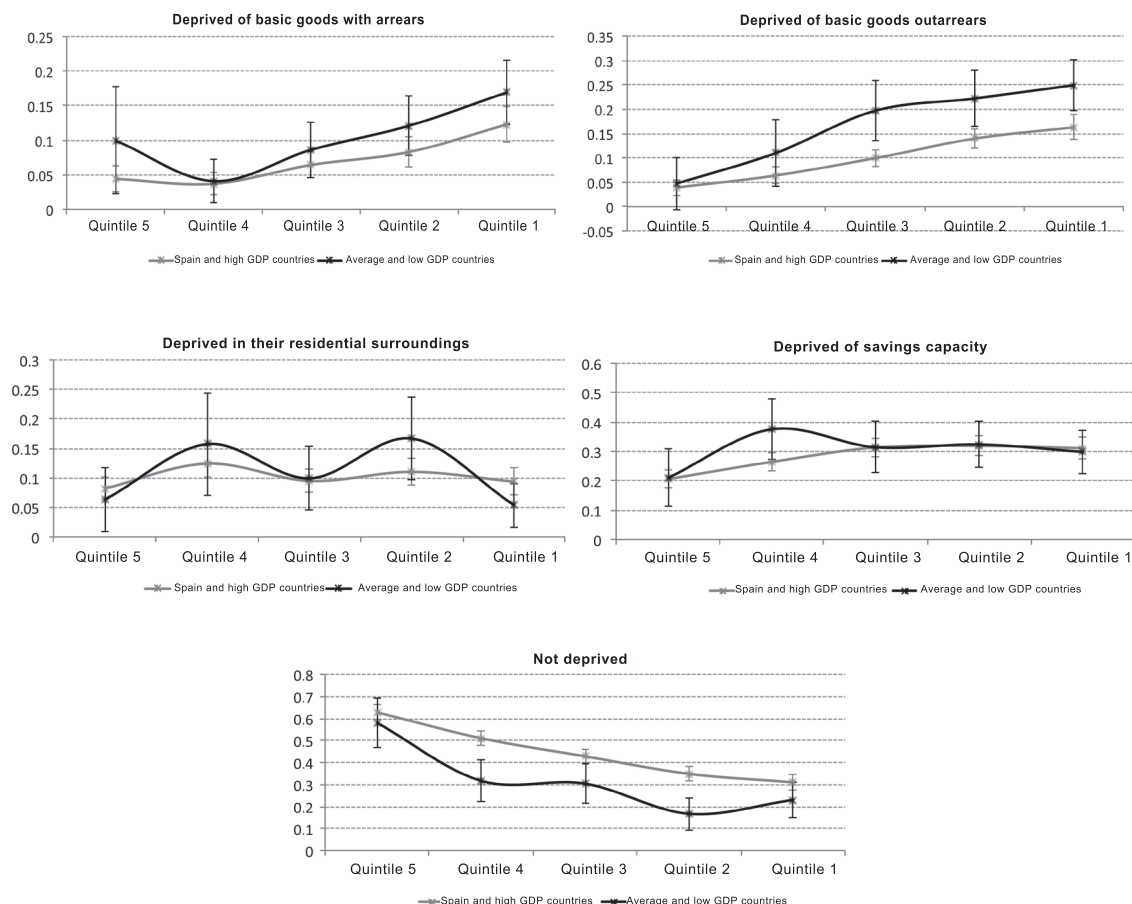 Deprived of basic goods with arrears
0.25
0.2
0.15
0.1
0.05
0
Quintile 5 Quintile 4 Quintile 3 Quintile 2 Quintile 1
Spain and high GDP countries Average and low GDP countries
Deprived of basic goods outarrears
0.35
0.3
0.25
0.2
0.15
0.1
0.05
0
-0.05
Quintile 5 Quintile 4 Quintile 3 Quintile 2 Quintile 1
Spain and high GDP countries Average and low GDP countries
Deprived in their residential surroundings
0.3
0.25
0.2
0.15
0.1
0.05
0
Quintile 5 Quintile 4 Quintile 3 Quintile 2 Quintile 1
Spain and high GDP countries Average and low GDP countries
Deprived of savings capacity
0.6
0.5
0.4
0.3
0.2
0.1
0
Quintile 5 Quintile 4 Quintile 3 Quintile 2 Quintile 1
Spain and high GDP countries Average and low GDP countries
Not deprived
0.8
0.7
0.6
0.5
0.4
0.3
0.2
0.1
0
Quintile 5 Quintile 4 Quintile 3 Quintile 2 Quintile 1
Spain and high GDP countries Average and low GDP countries